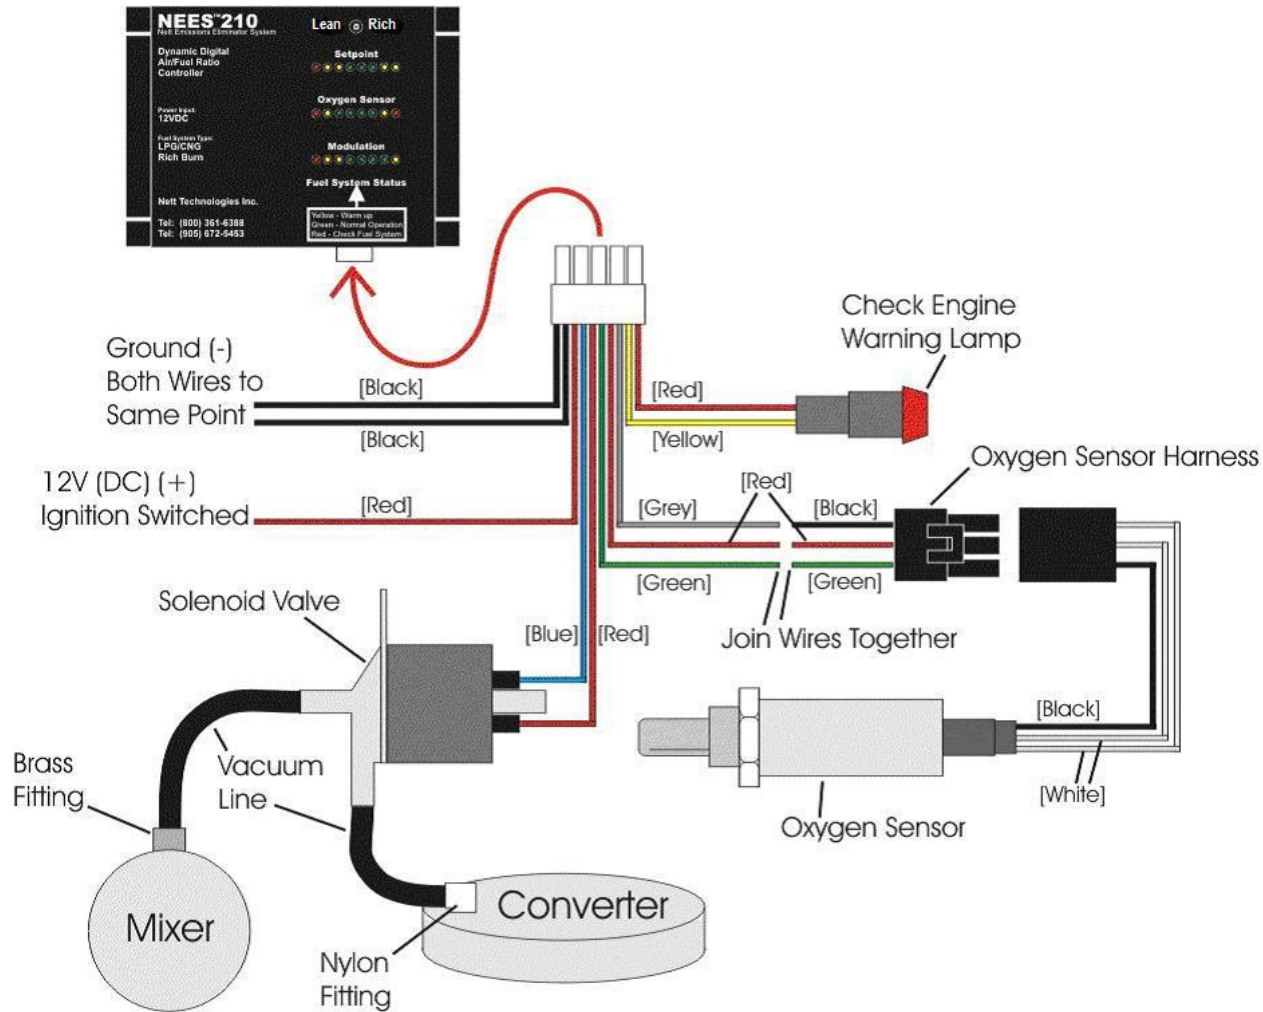 NEES™210
Nett Emissions Eliminator System
Lean Rich
Dynamic Digital
Air/Fuel Ratio
Controller
Setpoint
Oxygen Sensor
Power Input:
12VDC
Fuel System Type:
LPG/CNG
Rich Burn
Modulation
Fuel System Status
Nett Technologies Inc.
Yellow - Warm up
Green - Normal Operation
Red - Check Fuel System
Tel: (800) 361-6388
Tel: (905) 672-5453
Check Engine
Warning Lamp
Ground (-)
Both Wires to
Same Point
[Black]
[Black]
[Red]
[Yellow]
12V (DC) (+)
Ignition Switched
[Red]
Oxygen Sensor Harness
[Red]
[Grey]
[Black]
[Green]
[Green]
Join Wires Together
Solenoid Valve
[Blue]
[Red]
[Black]
[White]
Oxygen Sensor
Brass
Fitting
Vacuum
Line
Mixer
Converter
Nylon
Fitting